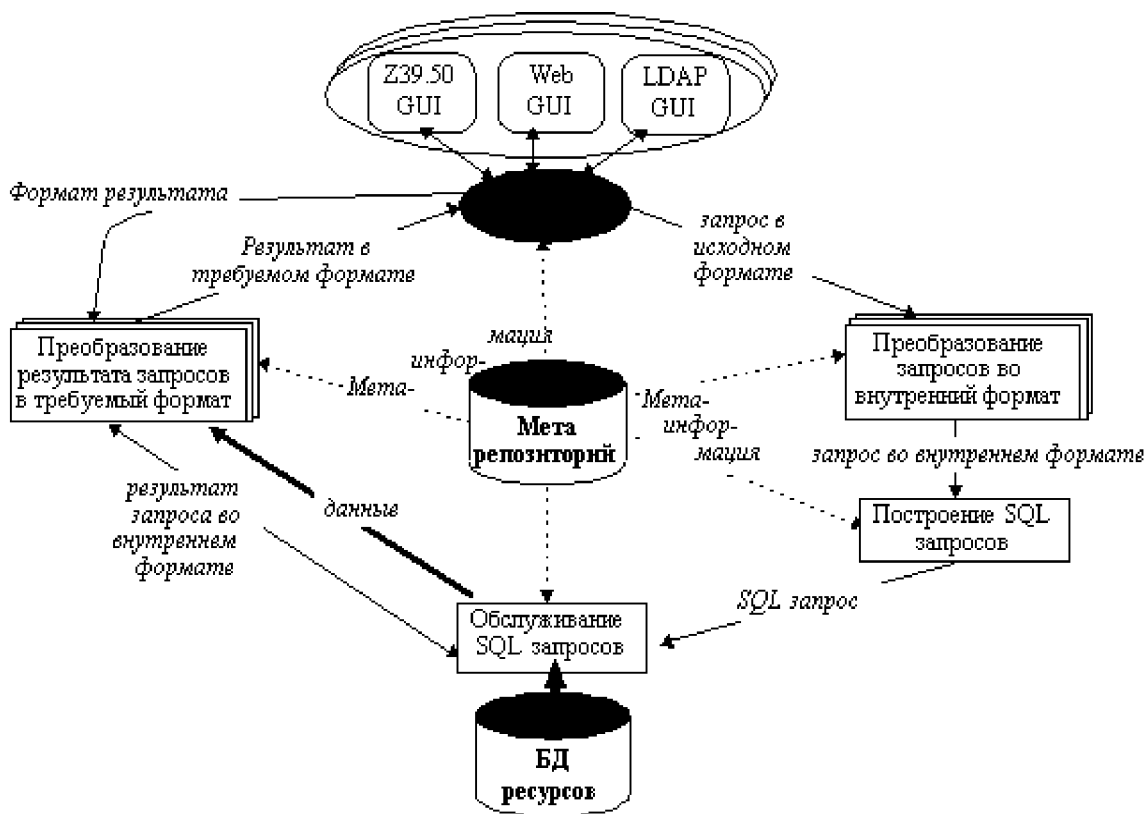 Z39.50
GUI
Web
GUI
LDAP
GUI
Формат результата
Результат в
требуемом формате
запрос в
исходном
формате
Преобразование
результата запросов
в требуемый формат
Мета-
инфор-
мация
Мета
репозиторий
Мета-
инфор-
мация
Преобразование
запросов во
внутренний формат
запрос во внутреннем формате
Построение SQL
запросов
результат
запроса во
внутреннем
формате
данные
SQL запрос
Обслуживание
SQL запросов
БД
ресурсов